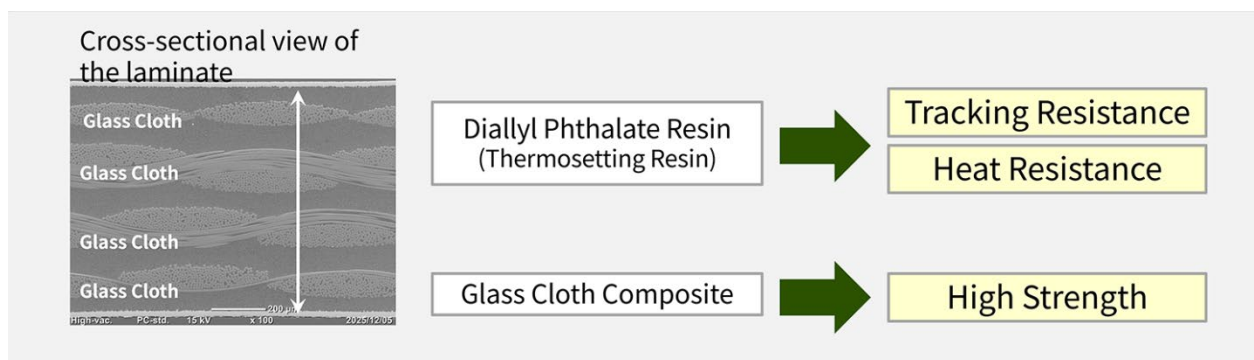 Cross-sectional view of
the laminate
Glass Cloth
Glass Cloth
Glass Cloth
Glass Cloth
200 µm
High-vac. PC-std. 15 kV x 100 2025/12/05
Diallyl Phthalate Resin
(Thermosetting Resin)
Tracking Resistance
Heat Resistance
Glass Cloth Composite
High Strength